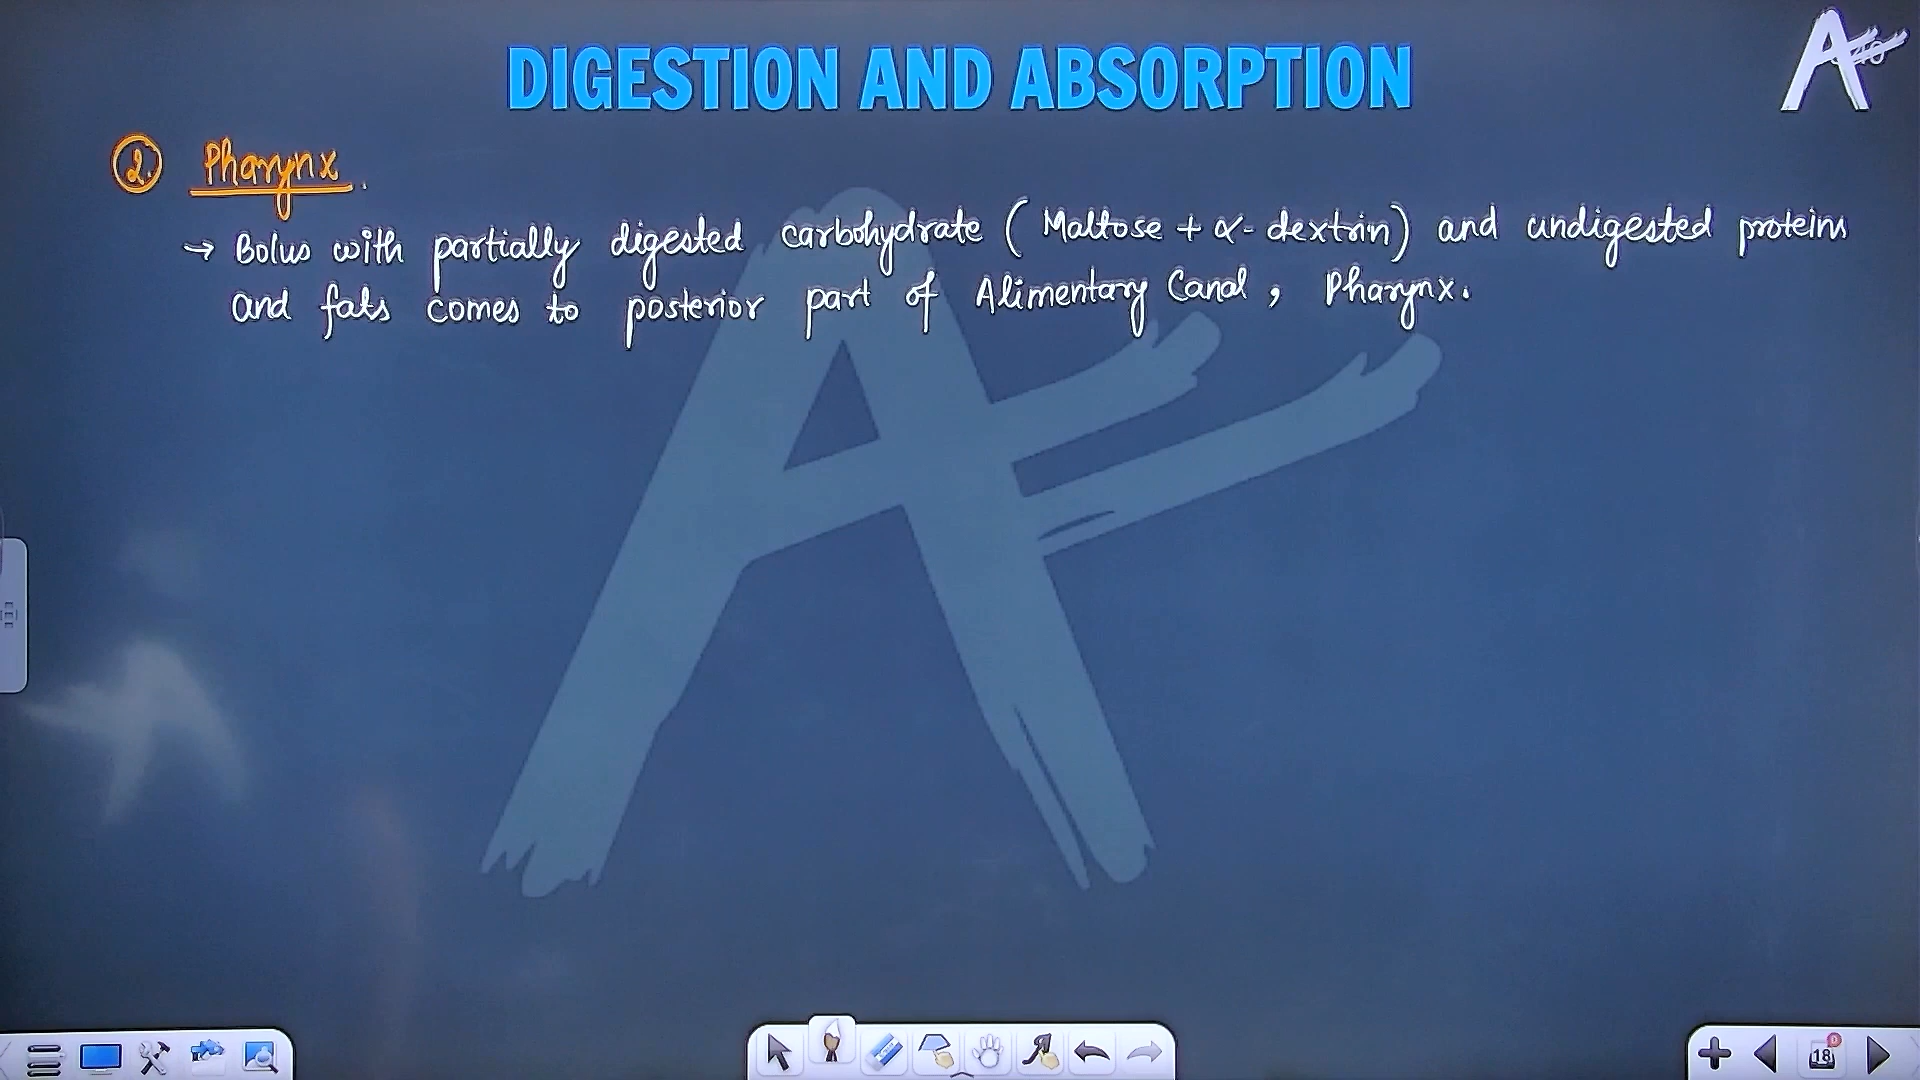 DIGESTION AND ABSORPTION
2. Pharynx.
→ Bolus with partially digested carbohydrate ( Maltose + α- dextrin) and undigested proteins
and fats comes to posterior part of Alimentary Canal , Pharynx.
18